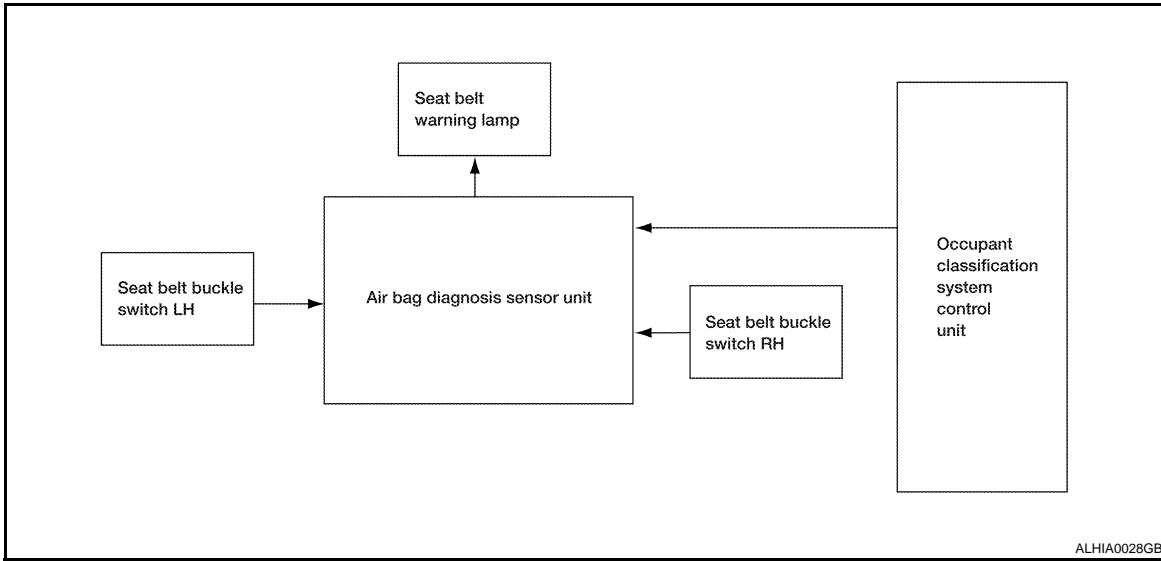 Seat belt
warning lamp
Seat belt buckle
switch LH
Air bag diagnosis sensor unit
Seat belt buckle
switch RH
Occupant
classification
system
control
unit
ALHIA0028GB